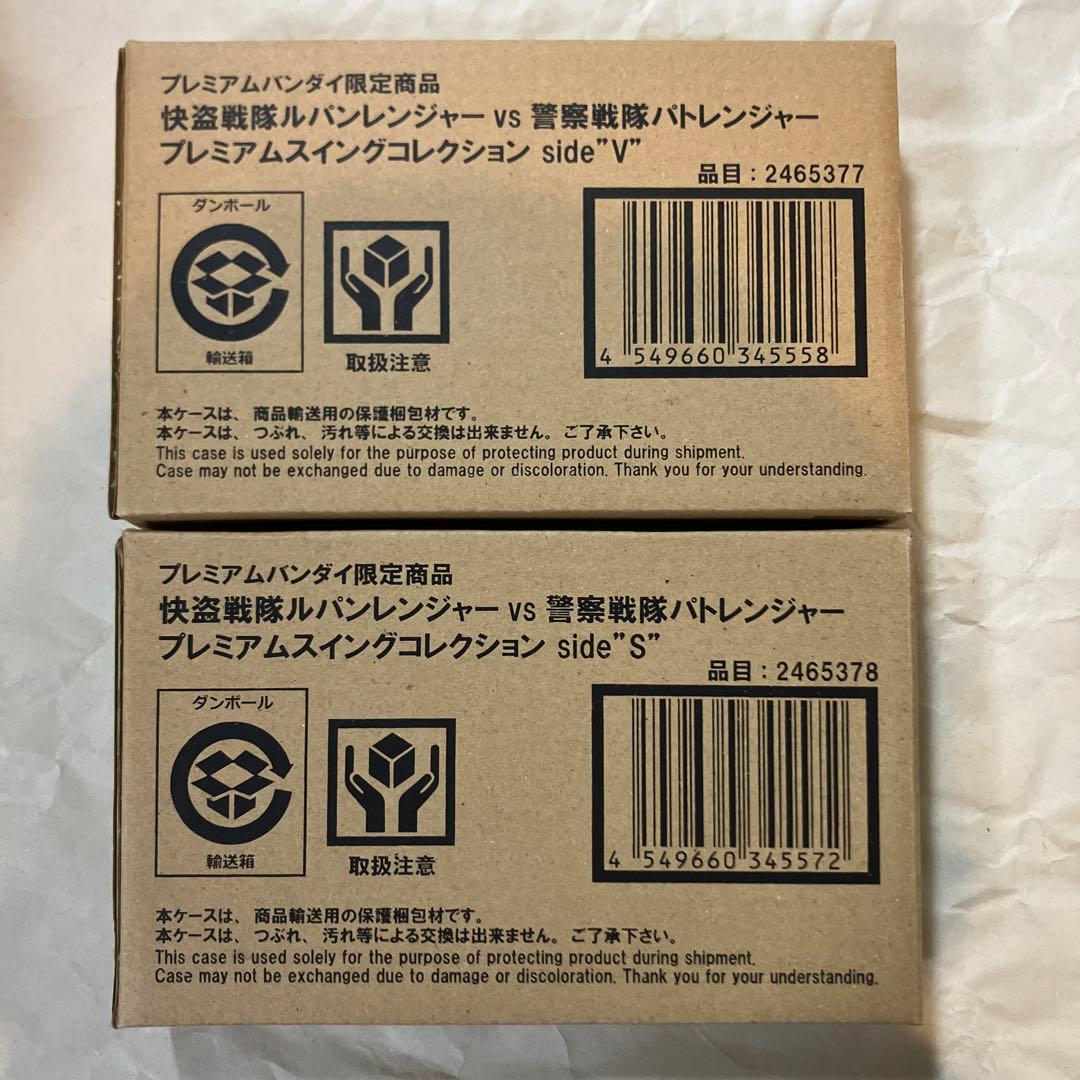 プレミアムバンダイ限定商品
快盗戦隊ルパンレンジャー vs 警察戦隊パトレンジャー
プレミアムスイングコレクション side”V”
品目：2465377
ダンボール
輸送箱
取扱注意
4 549660 345558
本ケースは、商品輸送用の保護梱包材です。
本ケースは、つぶれ、汚れ等による交換は出来ません。ご了承下さい。
This case is used solely for the purpose of protecting product during shipment.
Case may not be exchanged due to damage or discoloration. Thank you for your understanding.
プレミアムバンダイ限定商品
快盗戦隊ルパンレンジャー vs 警察戦隊パトレンジャー
プレミアムスイングコレクション side”S”
品目：2465378
ダンボール
輸送箱
取扱注意
4 549660 345572
本ケースは、商品輸送用の保護梱包材です。
本ケースは、つぶれ、汚れ等による交換は出来ません。ご了承下さい。
This case is used solely for the purpose of protecting product during shipment.
Case may not be exchanged due to damage or discoloration. Thank you for your understanding.